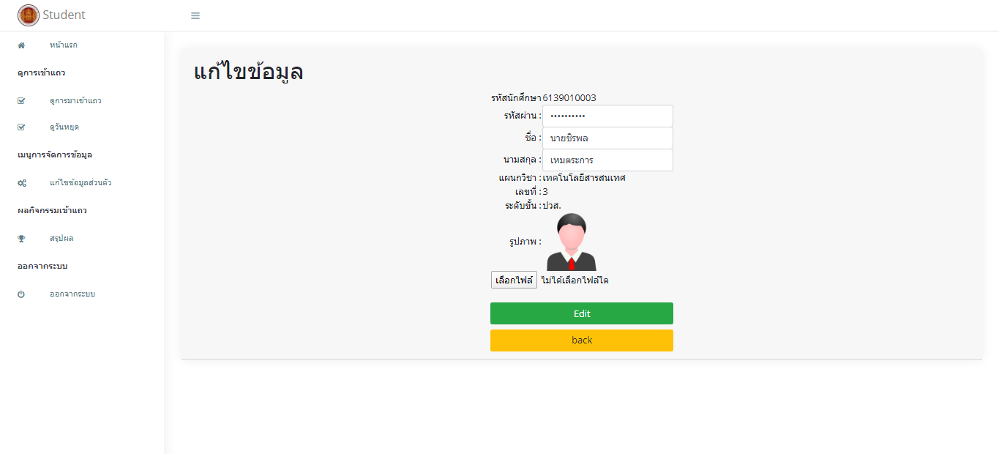 Student
หน้าแรก
ดูการเข้าแถว
ดูการมาเข้าแถว
ดูวันหยุด
เมนูการจัดการข้อมูล
แก้ไขข้อมูลส่วนตัว
ผลกิจกรรมเข้าแถว
สรุปผล
ออกจากระบบ
ออกจากระบบ
แก้ไขข้อมูล
รหัสนักศึกษา 6139010003
รหัสผ่าน : ••••••••••
ชื่อ : นายชิรพล
นามสกุล : เหมตระการ
แผนกวิชา : เทคโนโลยีสารสนเทศ
เลขที่ : 3
ระดับขั้น : ปวส.
รูปภาพ :
เลือกไฟล์ ไม่ได้เลือกไฟล์ใด
Edit
back